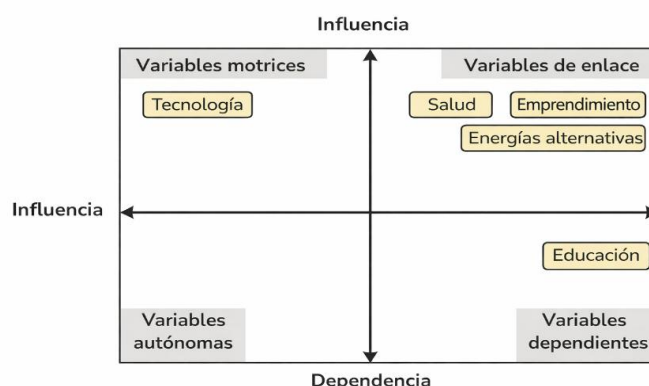 Influencia
Variables motrices
Variables de enlace
Tecnología
Salud
Emprendimiento
Energías alternativas
Influencia
Educación
Variables
autónomas
Variables
dependientes
Dependencia